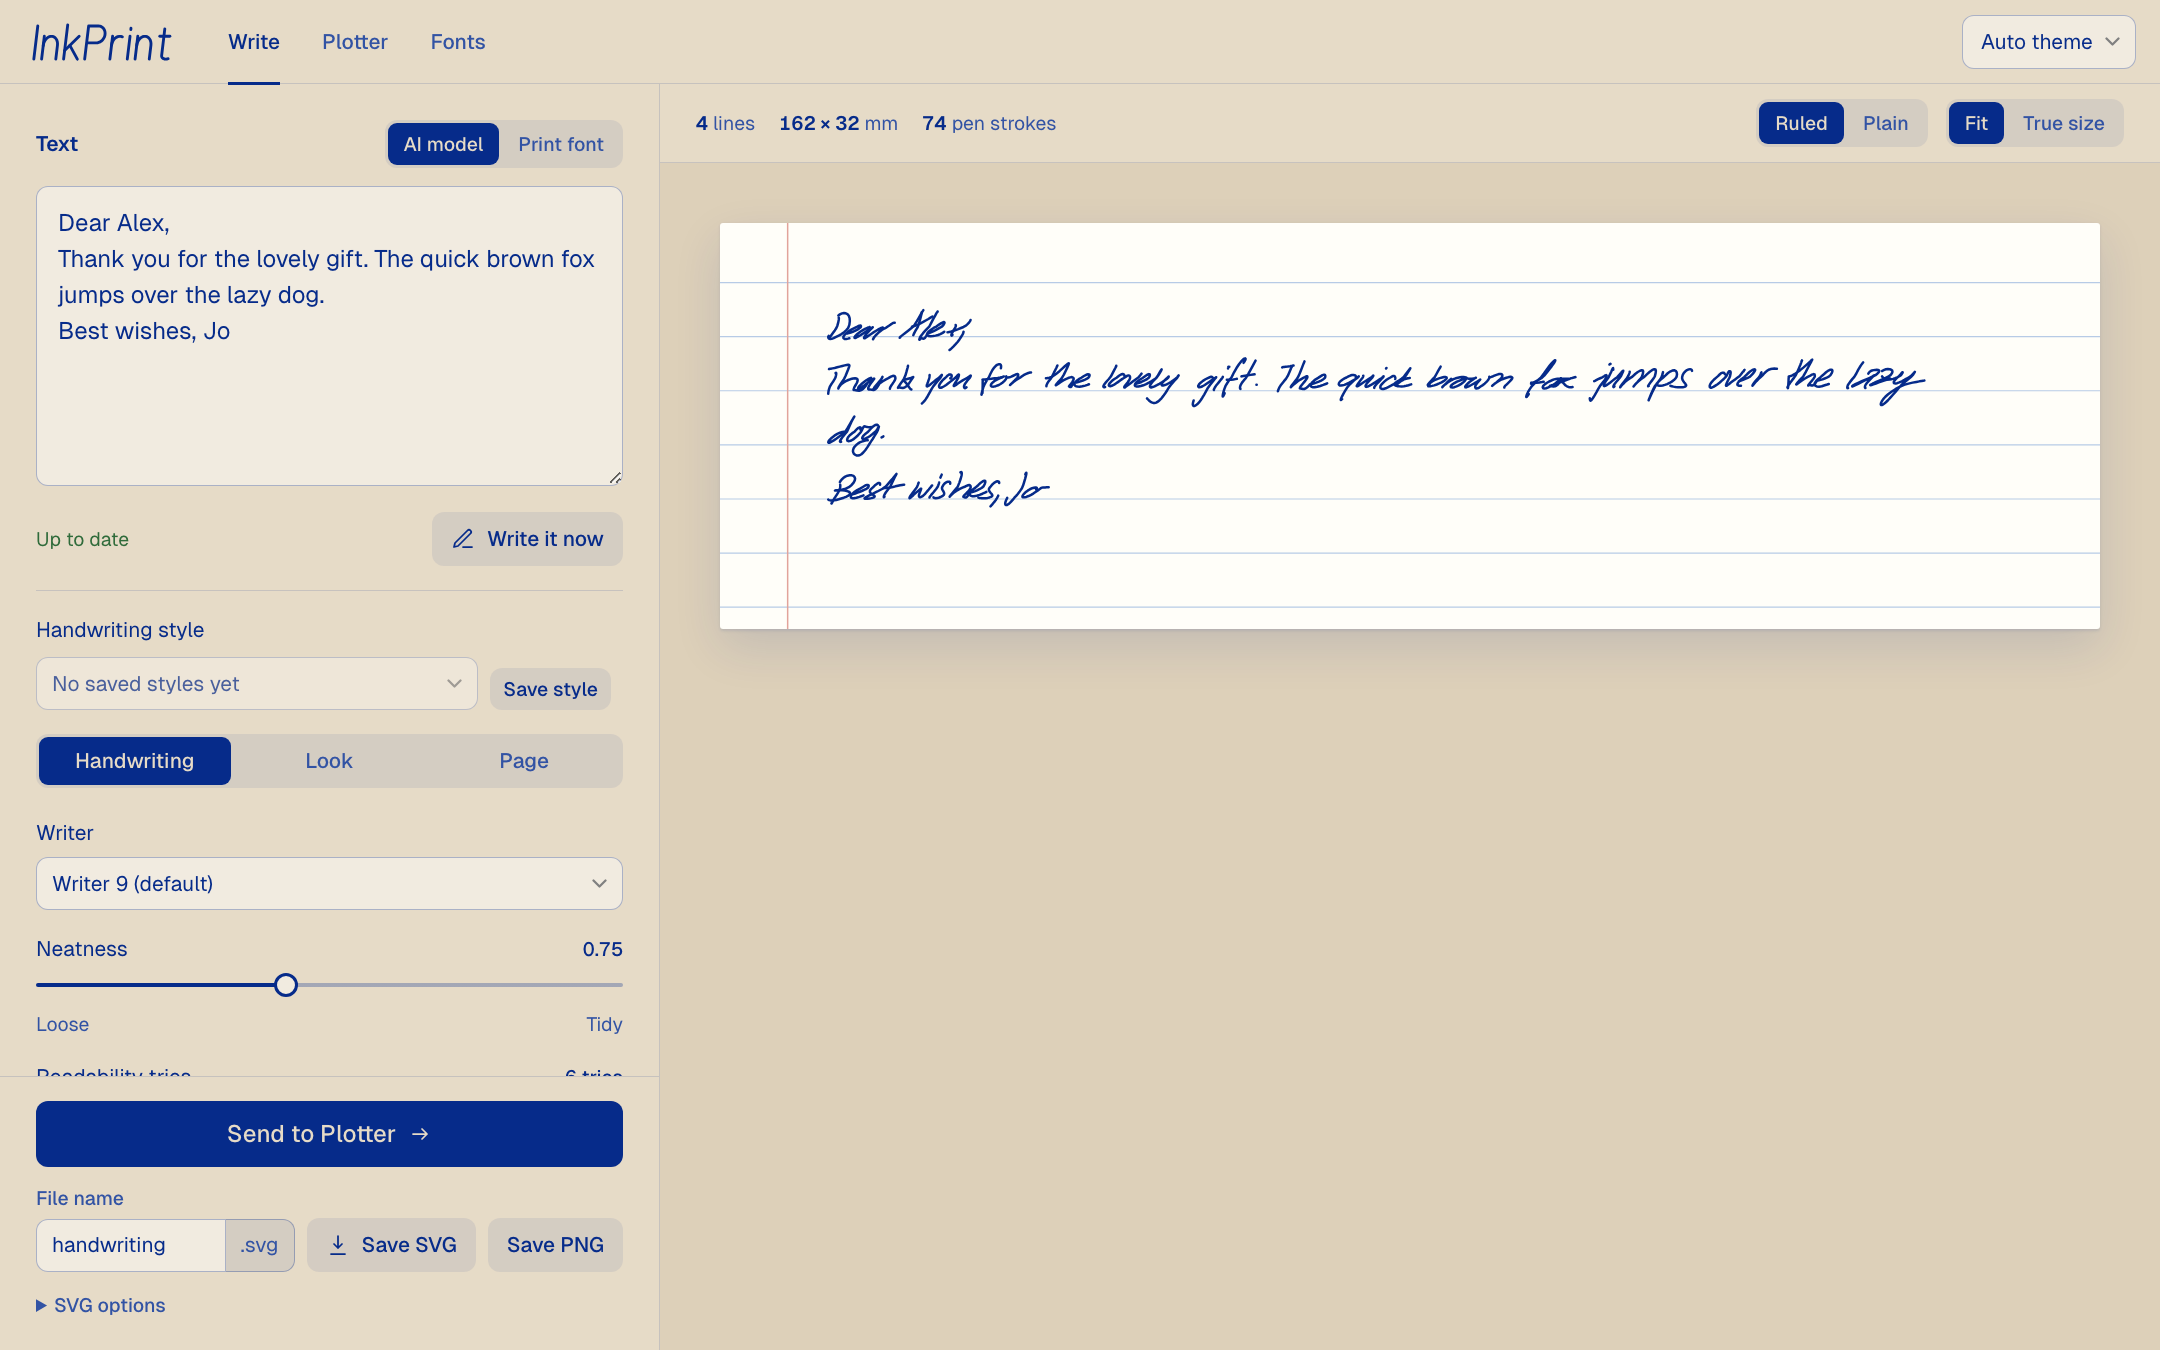 InkPrint
Write
Plotter
Fonts
Auto theme
Text
AI model
Print font
Dear Alex,
Thank you for the lovely gift. The quick brown fox
jumps over the lazy dog.
Best wishes, Jo
Up to date
Write it now
Handwriting style
No saved styles yet
Save style
Handwriting
Look
Page
Writer
Writer 9 (default)
Neatness
0.75
Loose
Tidy
Readability tries
6 tries
Send to Plotter →
File name
handwriting
.svg
Save SVG
Save PNG
SVG options
4 lines
162 × 32 mm
74 pen strokes
Ruled
Plain
Fit
True size
Dear Alex,
Thank you for the lovely gift. The quick brown fox jumps over the lazy
dog.
Best wishes, Jo